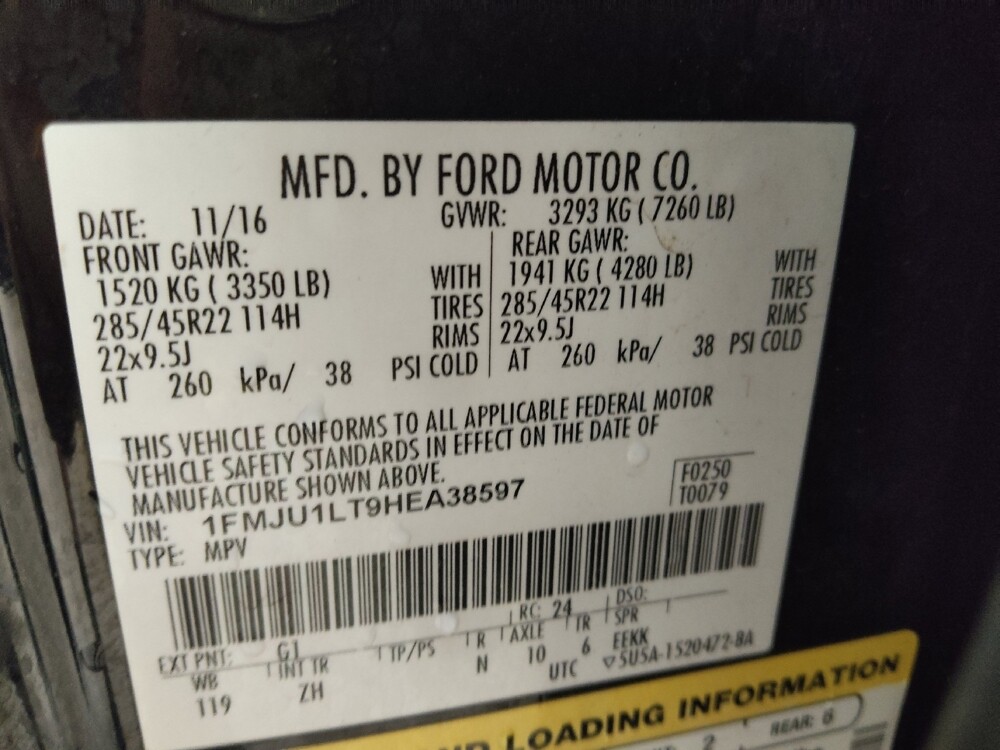 MFD. BY FORD MOTOR CO.
DATE: 11/16 GVWR: 3293 KG ( 7260 LB)
FRONT GAWR: REAR GAWR:
1520 KG ( 3350 LB) WITH 1941 KG ( 4280 LB) WITH
285/45R22 114H TIRES 285/45R22 114H TIRES
22x9.5J RIMS 22x9.5J RIMS
AT 260 kPa/ 38 PSI COLD AT 260 kPa/ 38 PSI COLD
THIS VEHICLE CONFORMS TO ALL APPLICABLE FEDERAL MOTOR
VEHICLE SAFETY STANDARDS IN EFFECT ON THE DATE OF
MANUFACTURE SHOWN ABOVE.
F0250
T0079
VIN: 1FMJU1LT9HEA38597
TYPE: MPV
EXT PNT: G1 RC: 24 DSO:
WB INT TR TP/PS R AXLE TR SPR
119 ZH N 10 6 EEKK
UTC ▽5U5A-1520472-BA
LOADING INFORMATION
2 REAR: 6